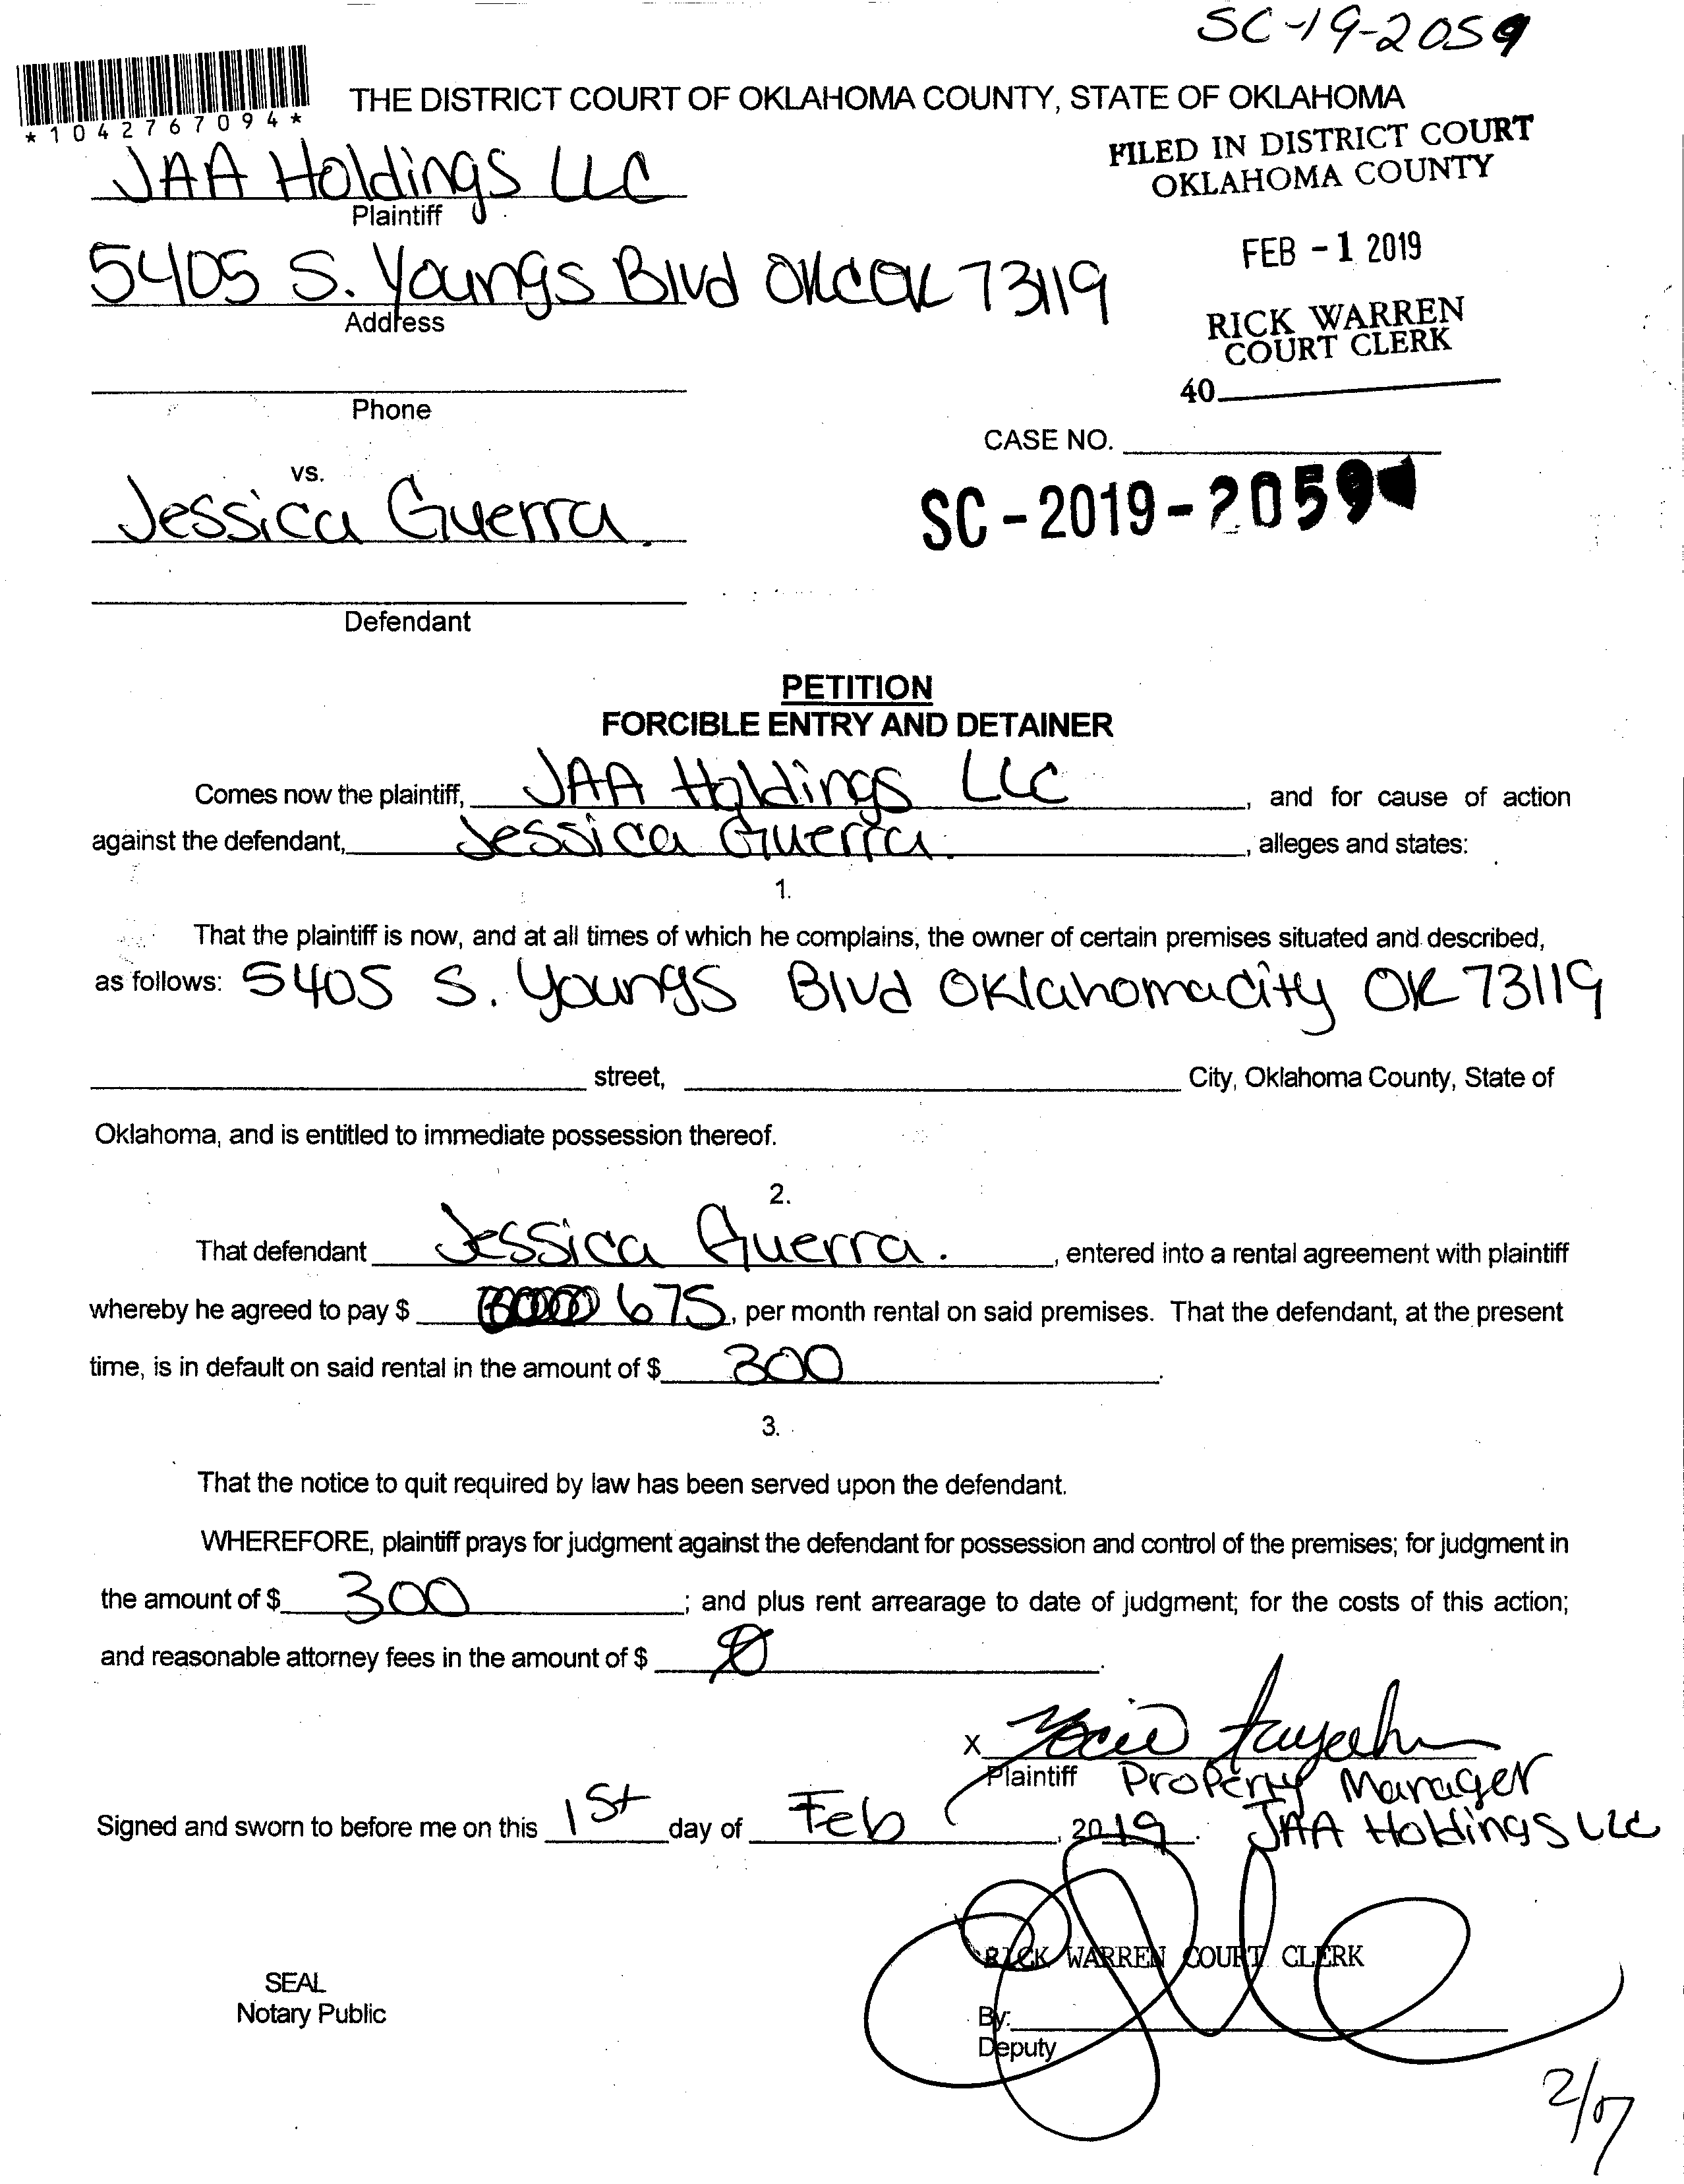 SC-19-2059
*1042767094*
THE DISTRICT COURT OF OKLAHOMA COUNTY, STATE OF OKLAHOMA
FILED IN DISTRICT COURT
OKLAHOMA COUNTY
JAA Holdings LLC
Plaintiff
5405 S. Youngs Blvd OKC OK 73119
Address
FEB -1 2019
RICK WARREN
COURT CLERK
40
Phone
CASE NO.
vs.
Jessica Guerra
SC-2019-2059
Defendant
PETITION
FORCIBLE ENTRY AND DETAINER
Comes now the plaintiff, JAA Holdings LLC, and for cause of action
against the defendant, Jessica Guerra, alleges and states:
1.
That the plaintiff is now, and at all times of which he complains, the owner of certain premises situated and described,
as follows: 5405 S. Youngs Blvd Oklahoma city OK 73119
street, City, Oklahoma County, State of
Oklahoma, and is entitled to immediate possession thereof.
2.
That defendant Jessica Guerra., entered into a rental agreement with plaintiff
whereby he agreed to pay $ 675, per month rental on said premises. That the defendant, at the present
time, is in default on said rental in the amount of $ 300.
3.
That the notice to quit required by law has been served upon the defendant.
WHEREFORE, plaintiff prays for judgment against the defendant for possession and control of the premises; for judgment in
the amount of $ 300; and plus rent arrearage to date of judgment; for the costs of this action;
and reasonable attorney fees in the amount of $ 0.
X
Plaintiff Property Manager
Signed and sworn to before me on this 1st day of Feb, 2019. JAA Holdings LLC
RICK WARREN COURT CLERK
SEAL
Notary Public
By:
Deputy